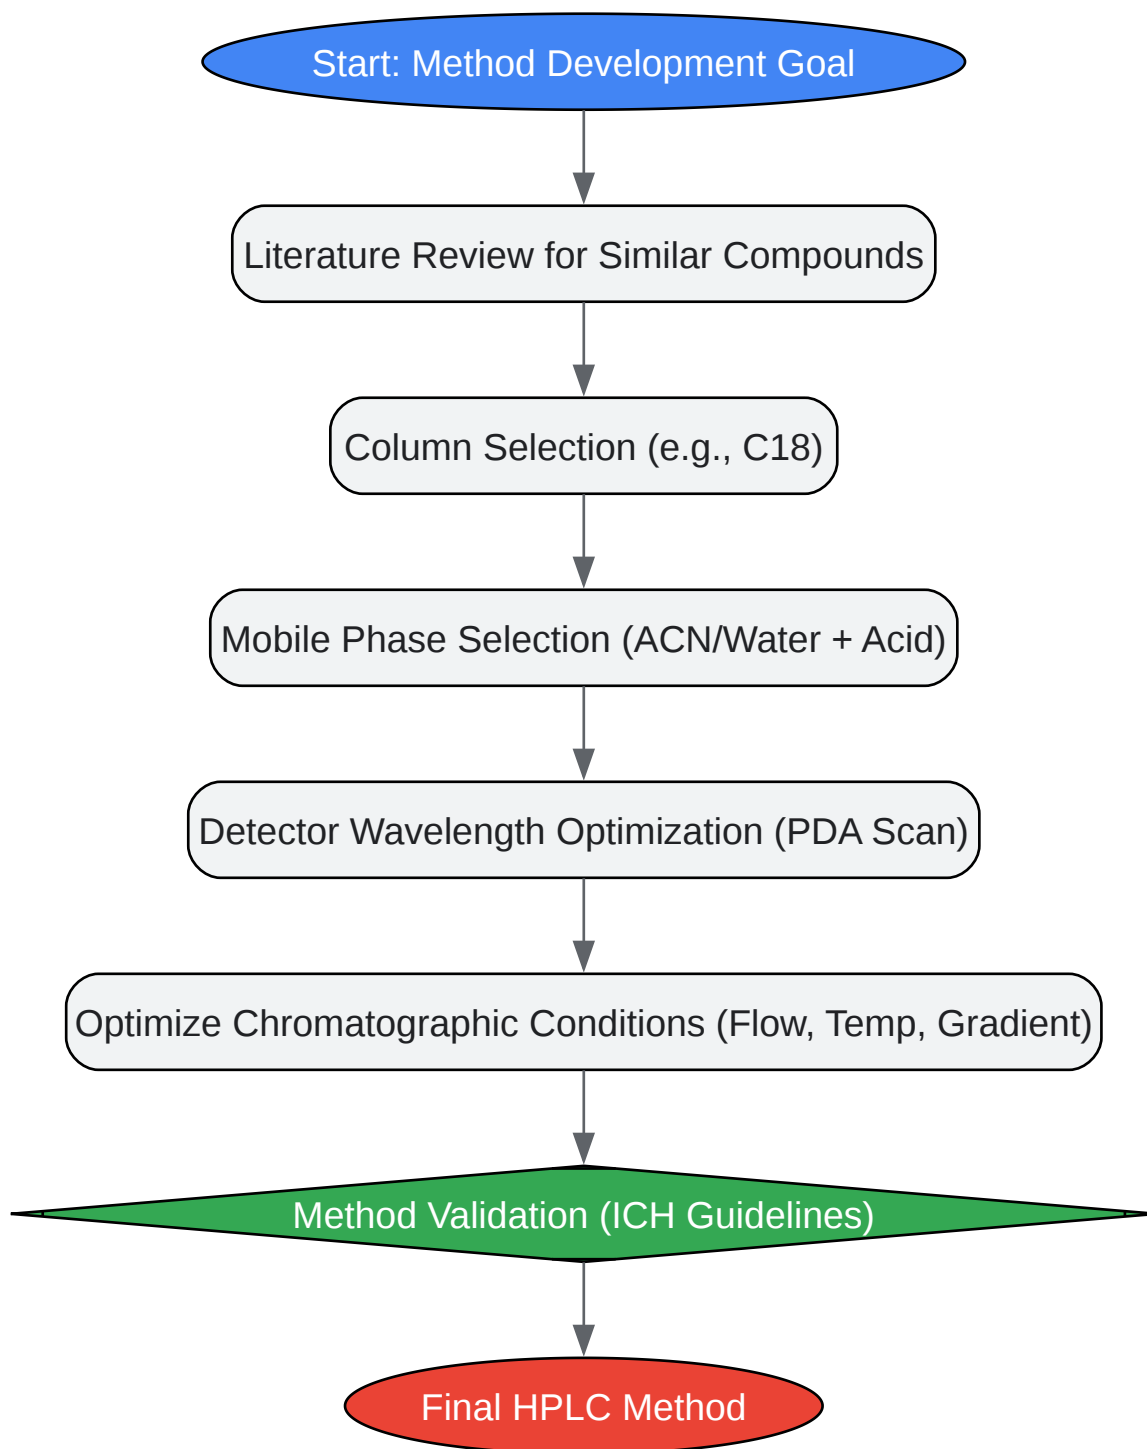 Start: Method Development Goal
Literature Review for Similar Compounds
Column Selection (e.g., C18)
Mobile Phase Selection (ACN/Water + Acid)
Detector Wavelength Optimization (PDA Scan)
Optimize Chromatographic Conditions (Flow, Temp, Gradient)
Method Validation (ICH Guidelines)
Final HPLC Method